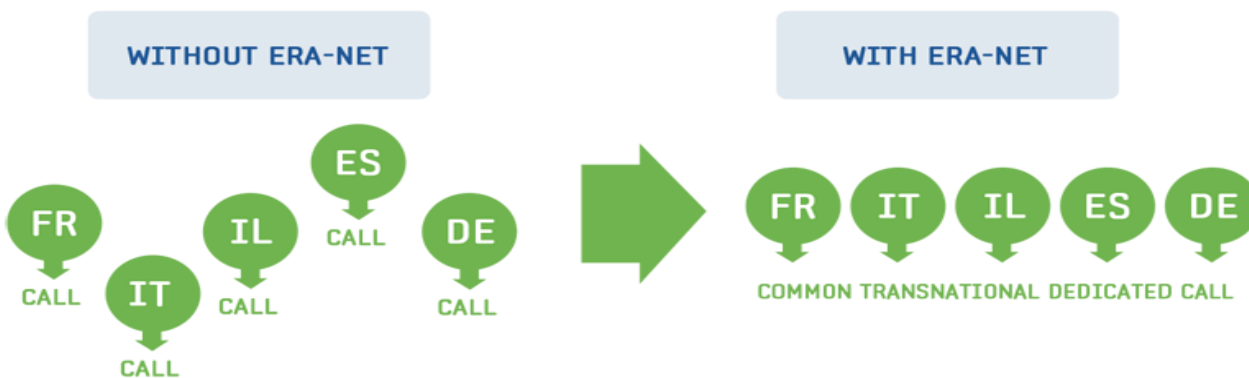 WITHOUT ERA-NET
FR
CALL
IT
CALL
IL
CALL
ES
CALL
DE
CALL
WITH ERA-NET
FR IT IL ES DE
COMMON TRANSNATIONAL DEDICATED CALL